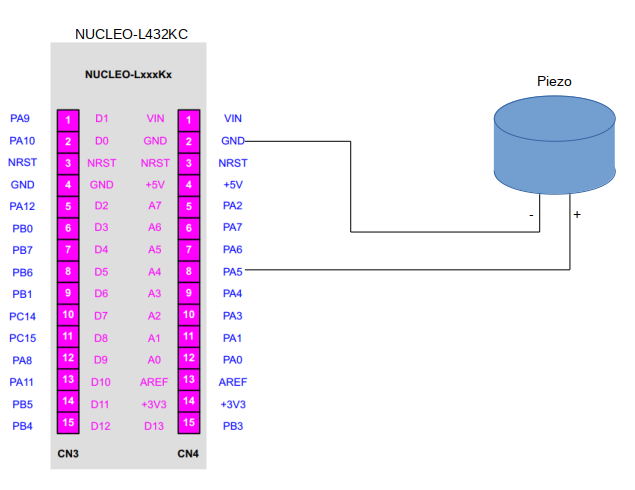 NUCLEO-L432KC
NUCLEO-LxxxKx
Piezo
PA9 1 D1 VIN 1 VIN
PA10 2 D0 GND 2 GND
NRST 3 NRST NRST 3 NRST
GND 4 GND +5V 4 +5V
PA12 5 D2 A7 5 PA2
PB0 6 D3 A6 6 PA7
PB7 7 D4 A5 7 PA6
PB6 8 D5 A4 8 PA5
PB1 9 D6 A3 9 PA4
PC14 10 D7 A2 10 PA3
PC15 11 D8 A1 11 PA1
PA8 12 D9 A0 12 PA0
PA11 13 D10 AREF 13 AREF
PB5 14 D11 +3V3 14 +3V3
PB4 15 D12 D13 15 PB3
- +
CN3 CN4